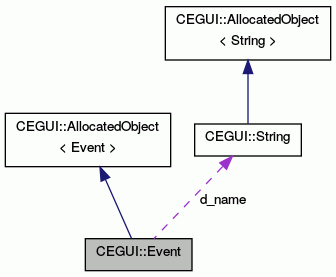 CEGUI::AllocatedObject
< String >
CEGUI::AllocatedObject
< Event >
CEGUI::String
d_name
CEGUI::Event